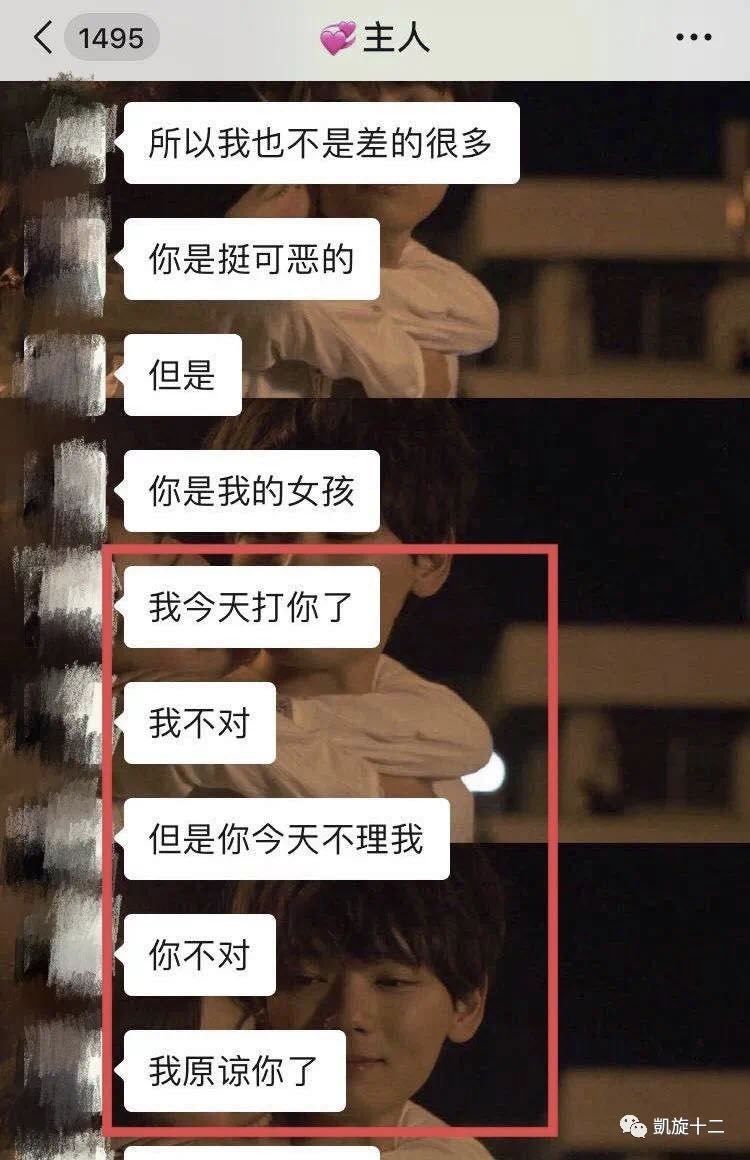 1495
主人
所以我也不是差的很多
你是挺可恶的
但是
你是我的女孩
我今天打你了
我不对
但是你今天不理我
你不对
我原谅你了
凱旋十二